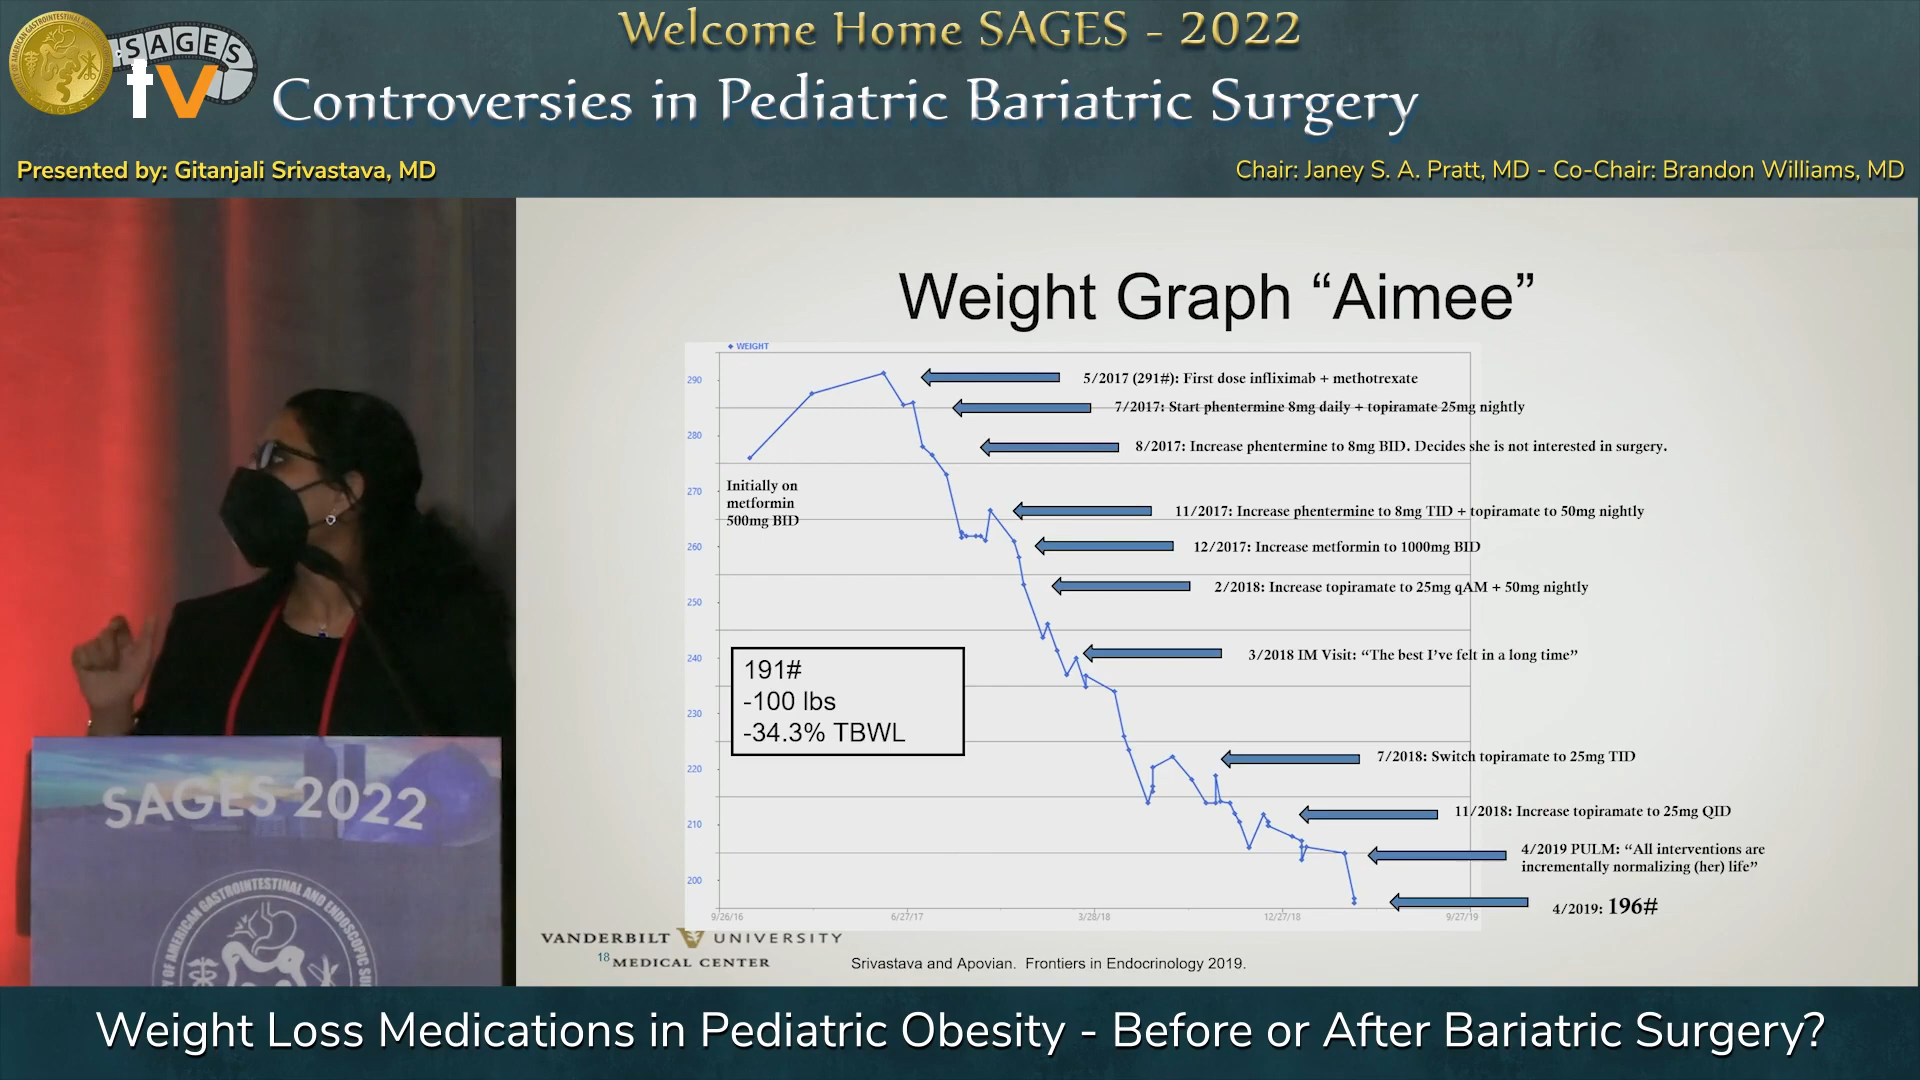 Welcome Home SAGES - 2022
SAGES
tv
Controversies in Pediatric Bariatric Surgery
Presented by: Gitanjali Srivastava, MD
Chair: Janey S. A. Pratt, MD - Co-Chair: Brandon Williams, MD
Weight Graph “Aimee”
WEIGHT
290
280
270
260
250
240
230
220
210
200
9/26/16
6/27/17
3/28/18
12/27/18
9/27/19
5/2017 (291#): First dose infliximab + methotrexate
7/2017: Start phentermine 8mg daily + topiramate 25mg nightly
8/2017: Increase phentermine to 8mg BID. Decides she is not interested in surgery.
Initially on
metformin
500mg BID
11/2017: Increase phentermine to 8mg TID + topiramate to 50mg nightly
12/2017: Increase metformin to 1000mg BID
2/2018: Increase topiramate to 25mg qAM + 50mg nightly
3/2018 IM Visit: “The best I’ve felt in a long time”
191#
-100 lbs
-34.3% TBWL
7/2018: Switch topiramate to 25mg TID
11/2018: Increase topiramate to 25mg QID
4/2019 PULM: “All interventions are
incrementally normalizing (her) life”
4/2019: 196#
VANDERBILT UNIVERSITY
18 MEDICAL CENTER
Srivastava and Apovian. Frontiers in Endocrinology 2019.
SAGES 2022
OF AMERICAN GASTROINTESTINAL AND ENDOSCOPIC
Weight Loss Medications in Pediatric Obesity - Before or After Bariatric Surgery?